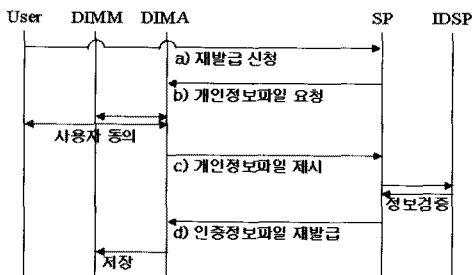 User DIMM DIMA SP IDSP
a) 재발급 신청
b) 개인정보파일 요청
사용자 동의
c) 개인정보파일 제시
정보검증
d) 인증정보파일 재발급
저장